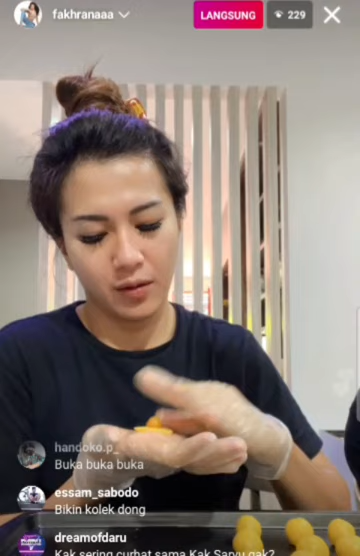 fakhranaaa
LANGSUNG
229
handoko.p_
Buka buka buka
essam_sabodo
Bikin kolek dong
dreamofdaru
Kak sering curhat sama Kak Sarvu gak?